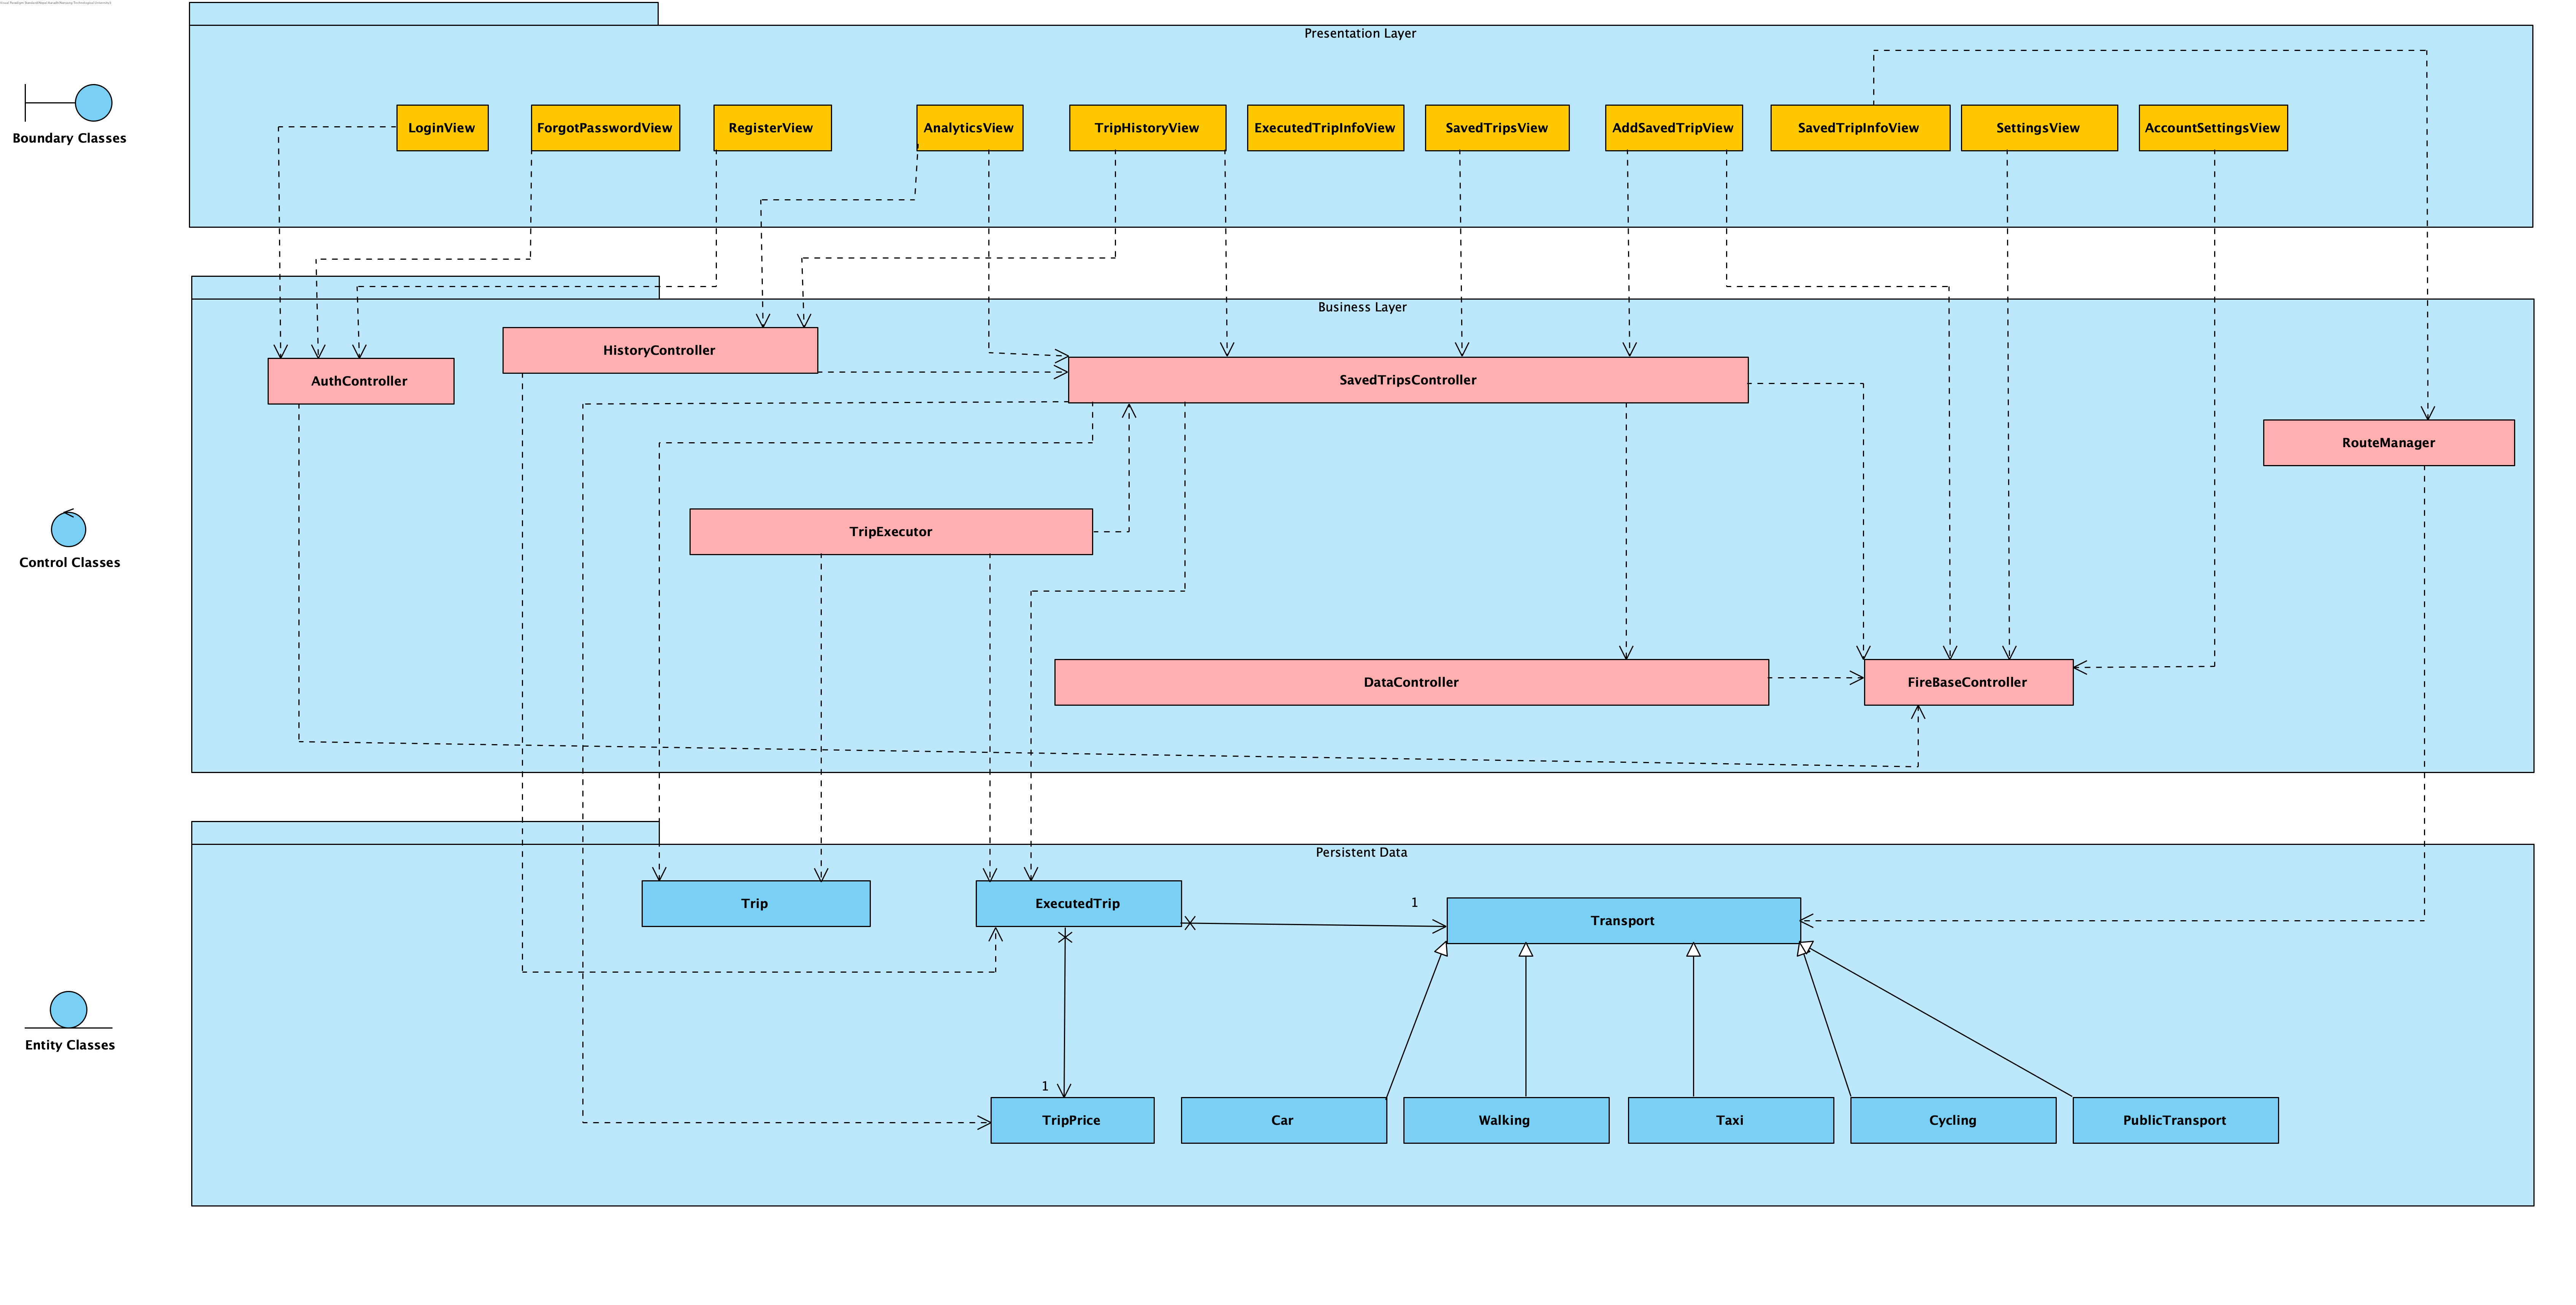 Presentation Layer
Boundary Classes
LoginView
ForgotPasswordView
RegisterView
AnalyticsView
TripHistoryView
ExecutedTripInfoView
SavedTripsView
AddSavedTripView
SavedTripInfoView
SettingsView
AccountSettingsView
Business Layer
HistoryController
AuthController
SavedTripsController
RouteManager
TripExecutor
Control Classes
DataController
FireBaseController
Persistent Data
Trip
ExecutedTrip
1
Transport
Entity Classes
1
TripPrice
Car
Walking
Taxi
Cycling
PublicTransport